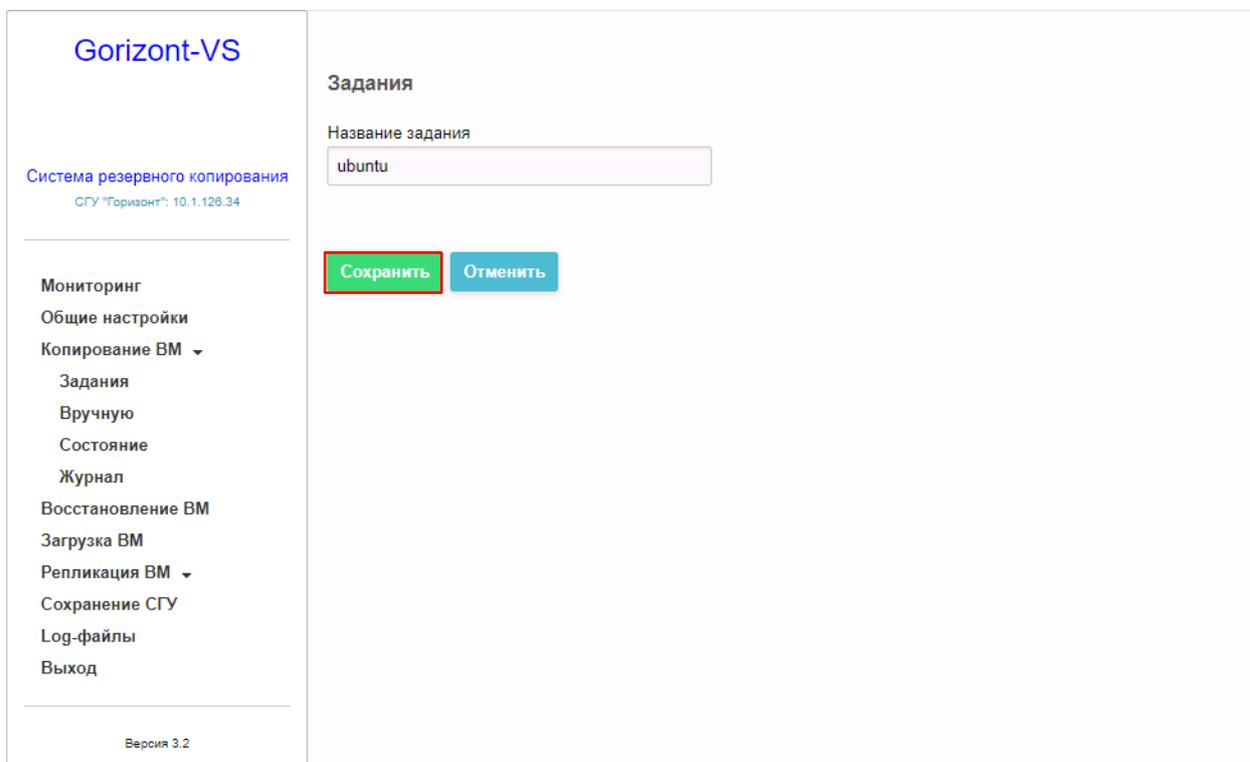 Gorizont-VS
Система резервного копирования
СГУ "Горизонт": 10.1.126.34
Мониторинг
Общие настройки
Копирование ВМ
Задания
Вручную
Состояние
Журнал
Восстановление ВМ
Загрузка ВМ
Репликация ВМ
Сохранение СГУ
Log-файлы
Выход
Версия 3.2
Задания
Название задания
ubuntu
Сохранить Отменить